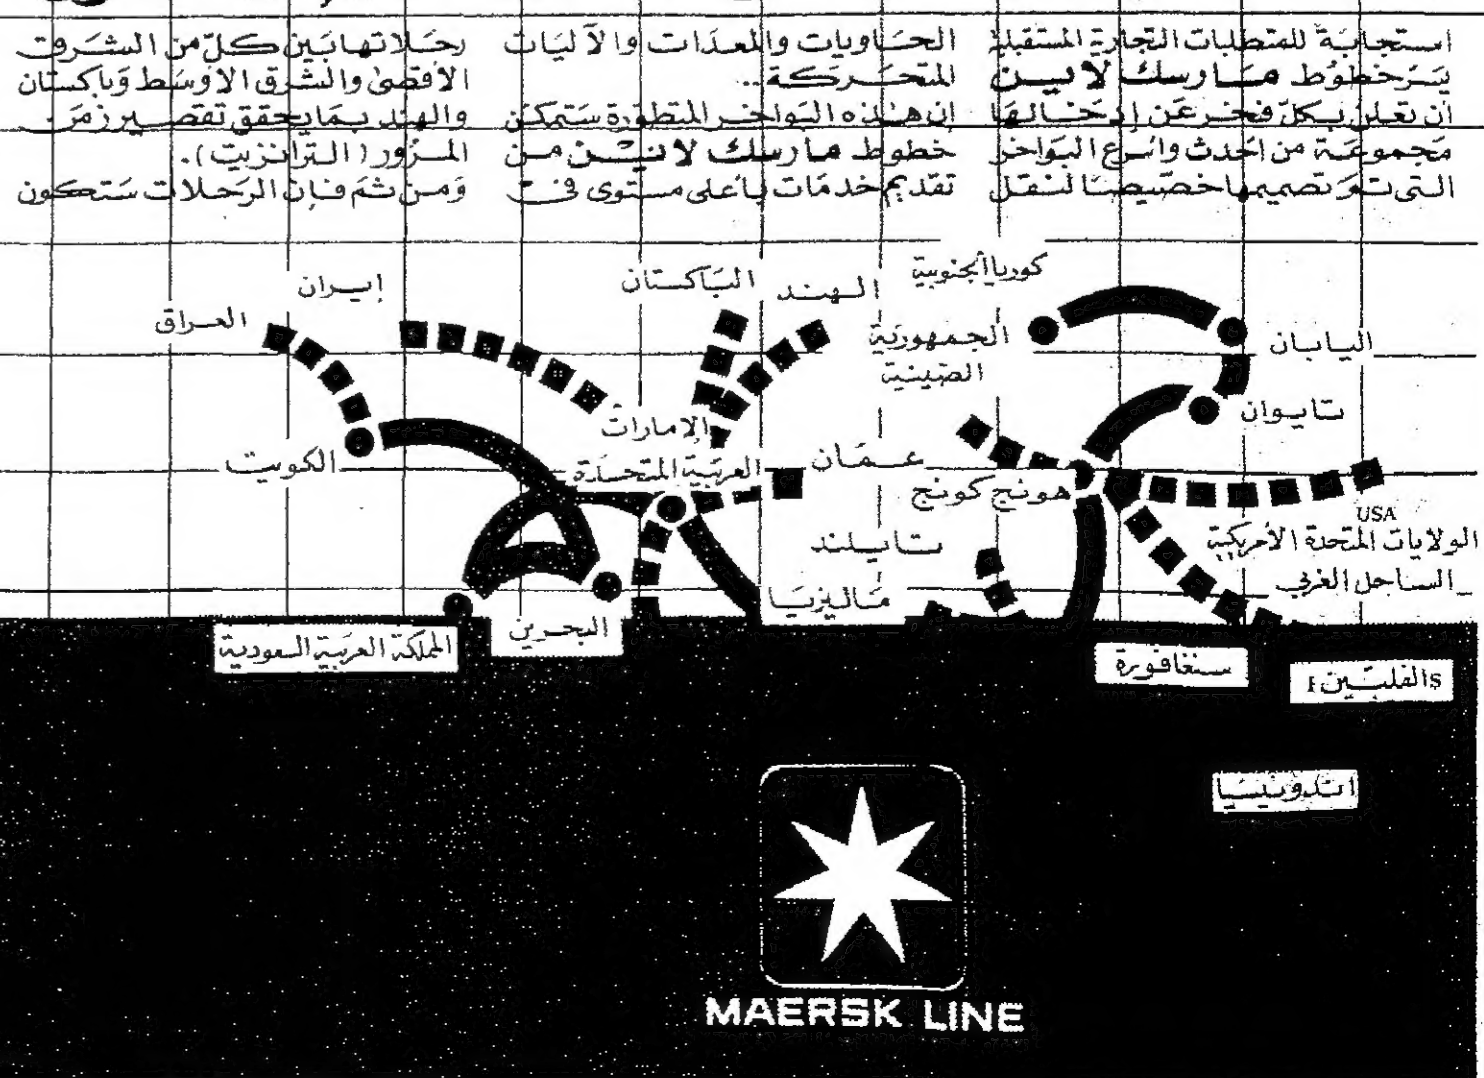 استجابة للمتطلبات التجارية المستقبلية
يسر خطوط مارسك لاين
أن تعلن بكل فخر عن إدخالها
مجموعة من أحدث وأسرع البواخر
التي تم تصميمها خصيصا لنقل
الحاويات والمعدات والآليات
المتحركة..
إن هذه البواخر المتطورة ستمكن
خطوط مارسك لاين من
تقديم خدمات بأعلى مستوى في
رحلاتها بين كل من الشرق
الأقصى والشرق الأوسط وباكستان
والهند بما يحقق تقصير زمن
المرور (الترانزيت).
ومن ثم فإن الرحلات ستكون
كوريا الجنوبية
الهند
الباكستان
إيران
العراق
اليابان
الجمهورية
الصينية
تايوان
الإمارات
العربية المتحدة
الكويت
عمان
هونج كونج
USA
الولايات المتحدة الأمريكية
الساحل الغربي
تايلند
ماليزيا
البحرين
المملكة العربية السعودية
سنغافورة
الفلبين
اندونيسيا
MAERSK LINE